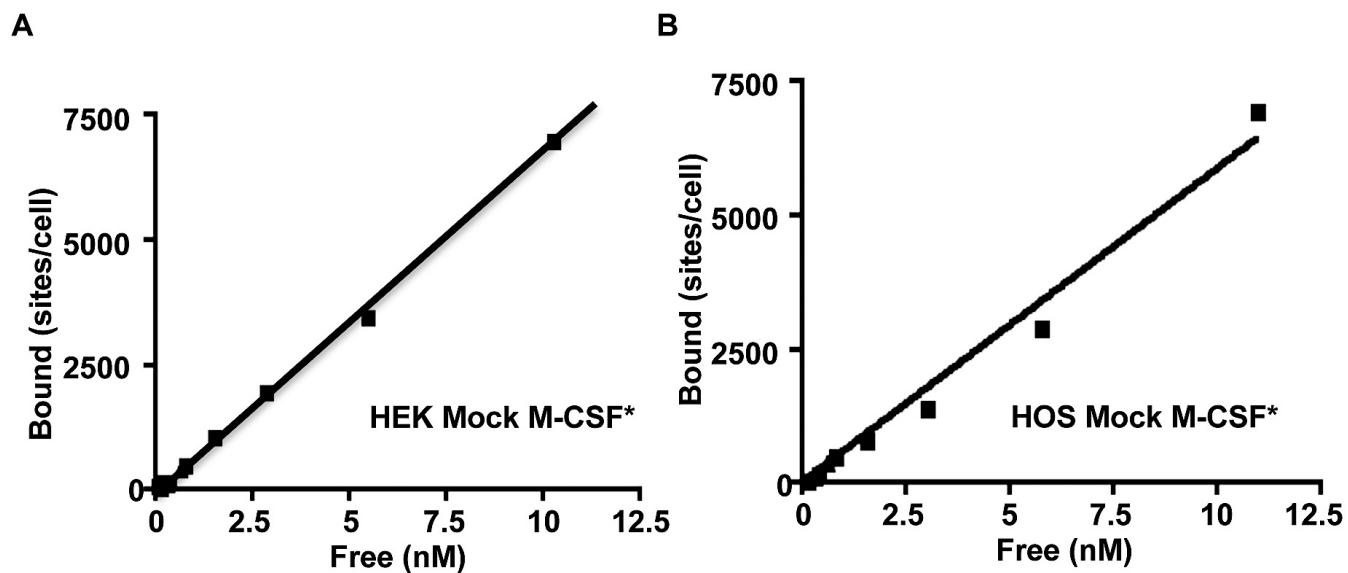 A
7500
5000
2500
0
Bound (sites/cell)
HEK Mock M-CSF*
0 2.5 5 7.5 10 12.5
Free (nM)
B
7500
5000
2500
0
Bound (sites/cell)
HOS Mock M-CSF*
0 2.5 5 7.5 10 12.5
Free (nM)